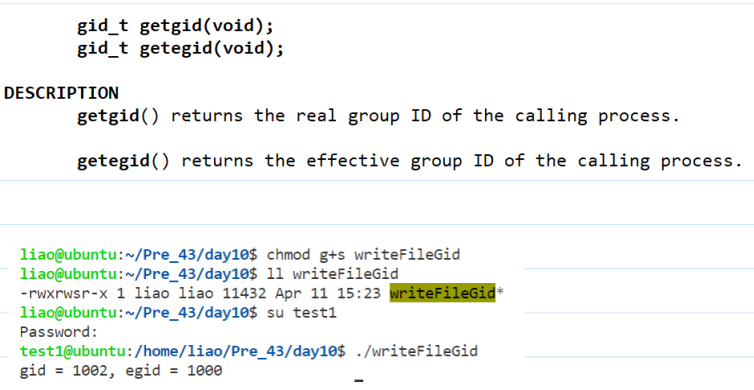 gid_t getgid(void);
gid_t getegid(void);
DESCRIPTION
getgid() returns the real group ID of the calling process.
getegid() returns the effective group ID of the calling process.
liao@ubuntu:~/Pre_43/day10$ chmod g+s writeFileGid
liao@ubuntu:~/Pre_43/day10$ ll writeFileGid
-rwxrwsr-x 1 liao liao 11432 Apr 11 15:23 writeFileGid*
liao@ubuntu:~/Pre_43/day10$ su test1
Password:
test1@ubuntu:/home/liao/Pre_43/day10$ ./writeFileGid
gid = 1002, egid = 1000